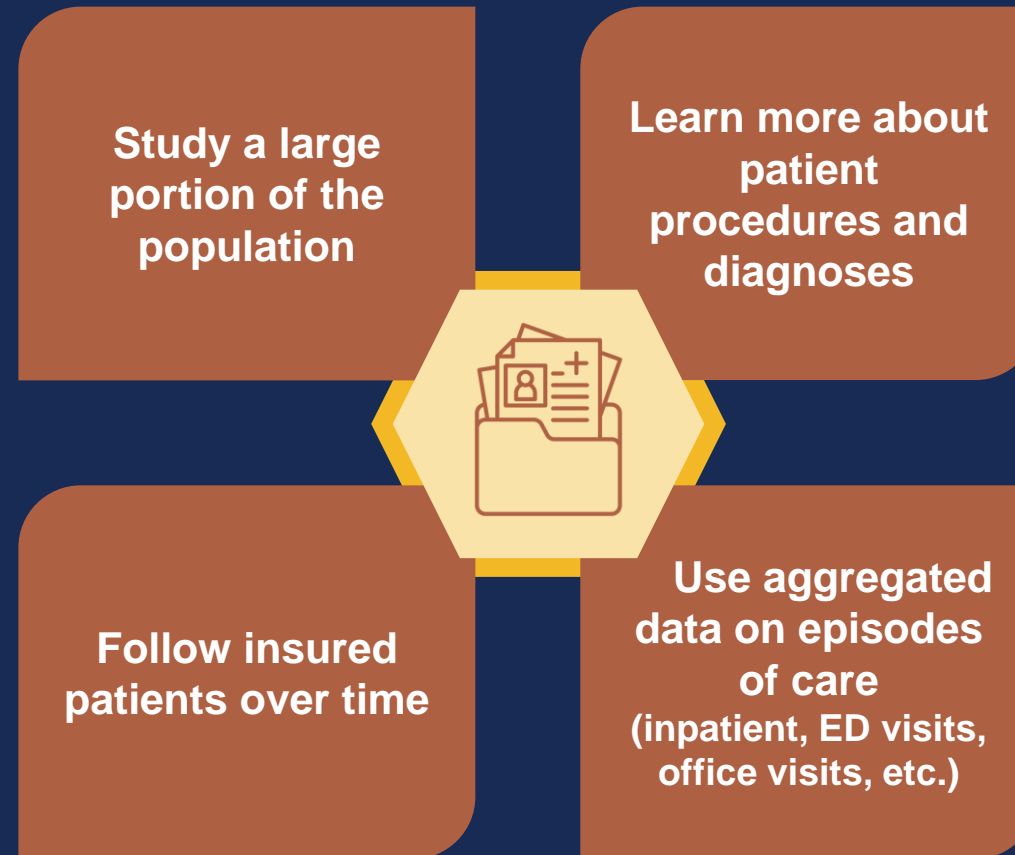 Study a large
portion of the
population
Learn more about
patient
procedures and
diagnoses
Follow insured
patients over time
Use aggregated
data on episodes
of care
(inpatient, ED visits,
office visits, etc.)